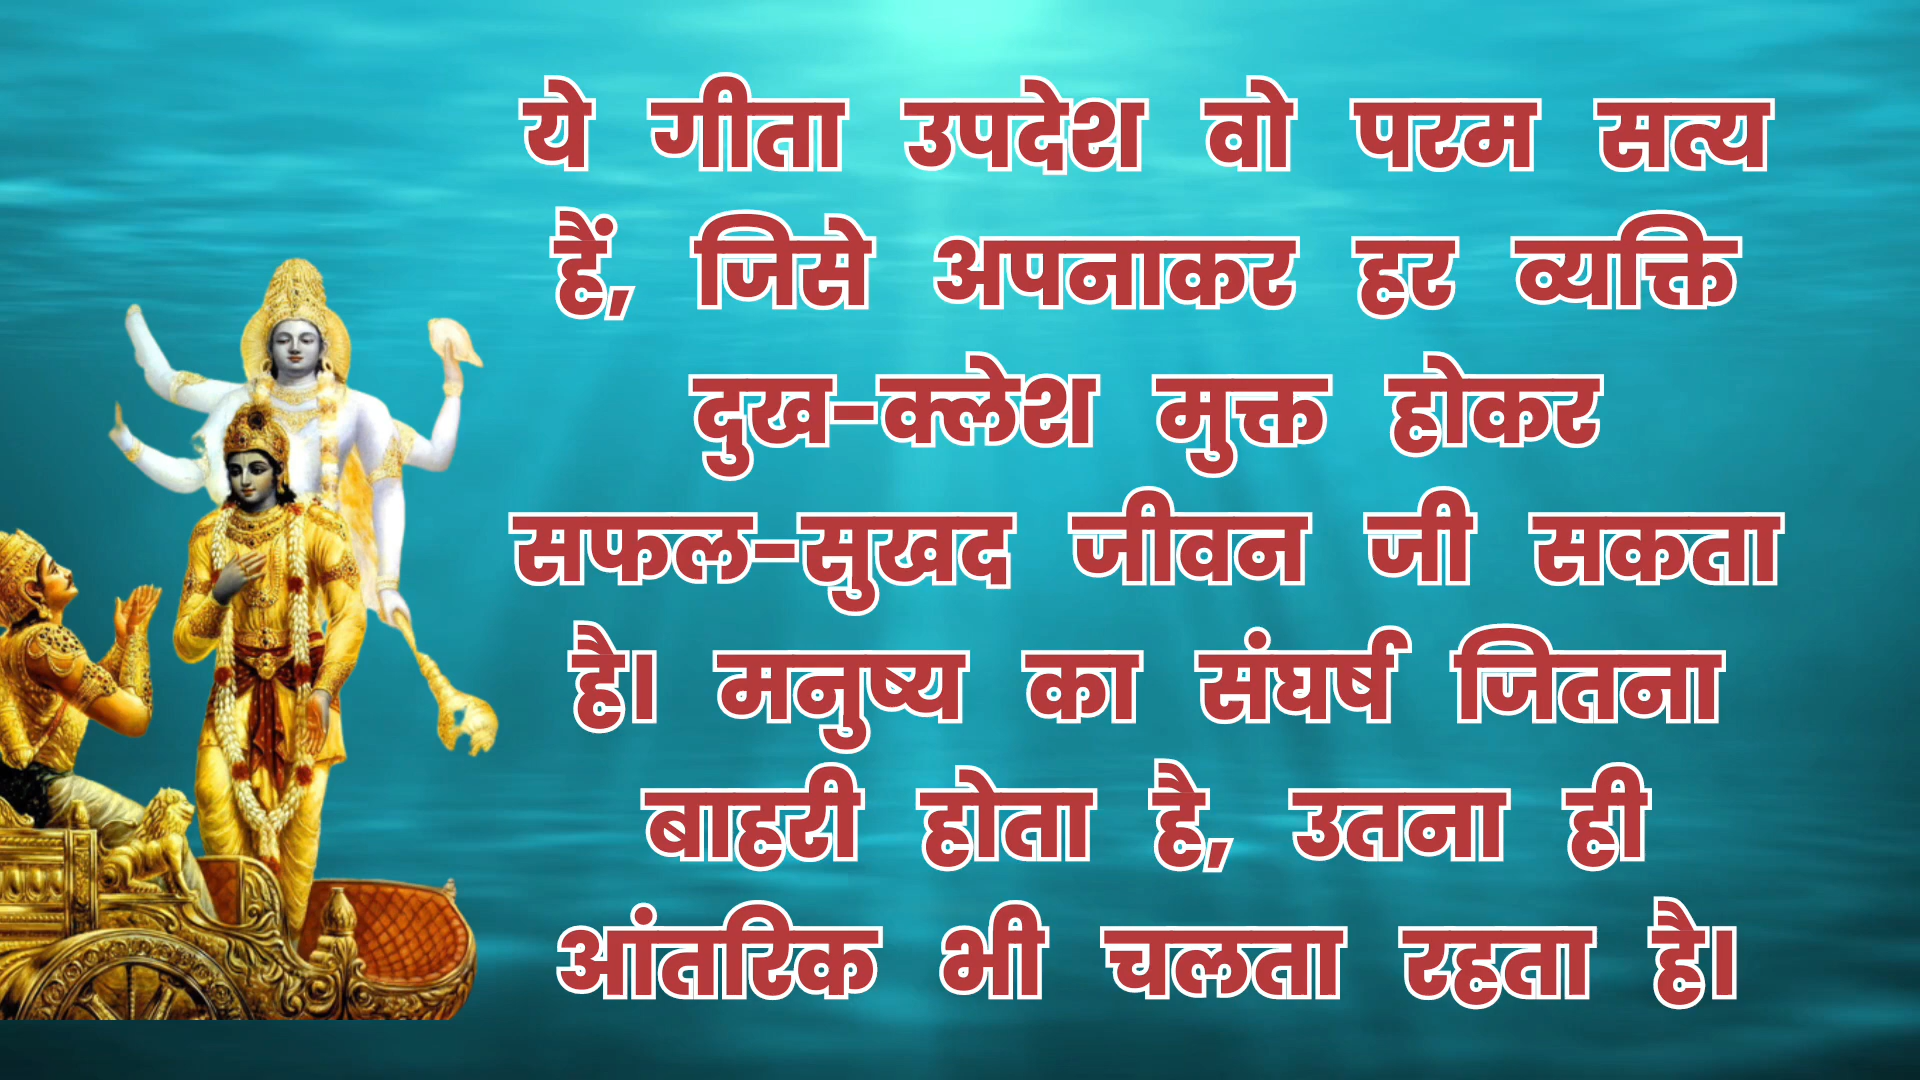 ये गीता उपदेश वो परम सत्य
हैं, जिसे अपनाकर हर व्यक्ति
दुख-क्लेश मुक्त होकर
सफल-सुखद जीवन जी सकता
है। मनुष्य का संघर्ष जितना
बाहरी होता है, उतना ही
आंतरिक भी चलता रहता है।